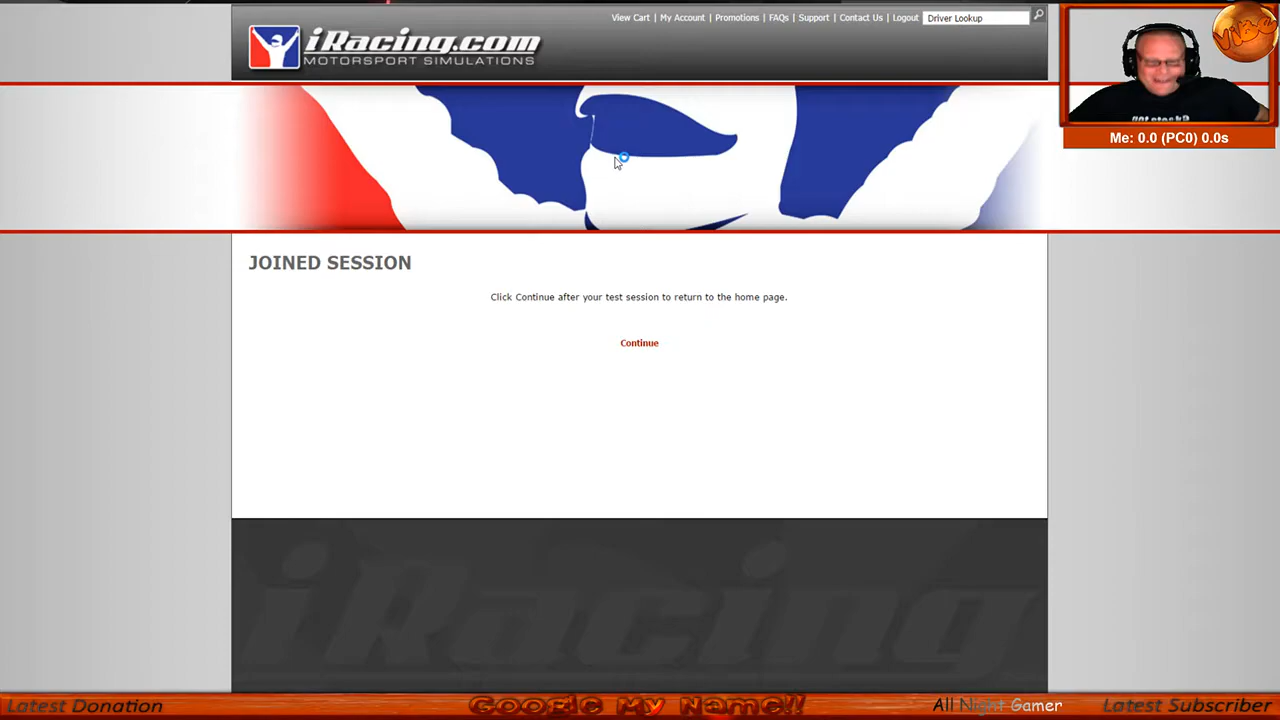 View Cart | My Account | Promotions | FAQs | Support | Contact Us | Logout Driver Lookup
iRacing.com
MOTORSPORT SIMULATIONS
ViBE
Me: 0.0 (PC0) 0.0s
JOINED SESSION
Click Continue after your test session to return to the home page.
Continue
iRacing
Latest Donation Google My Name!! All Night Gamer Latest Subscriber